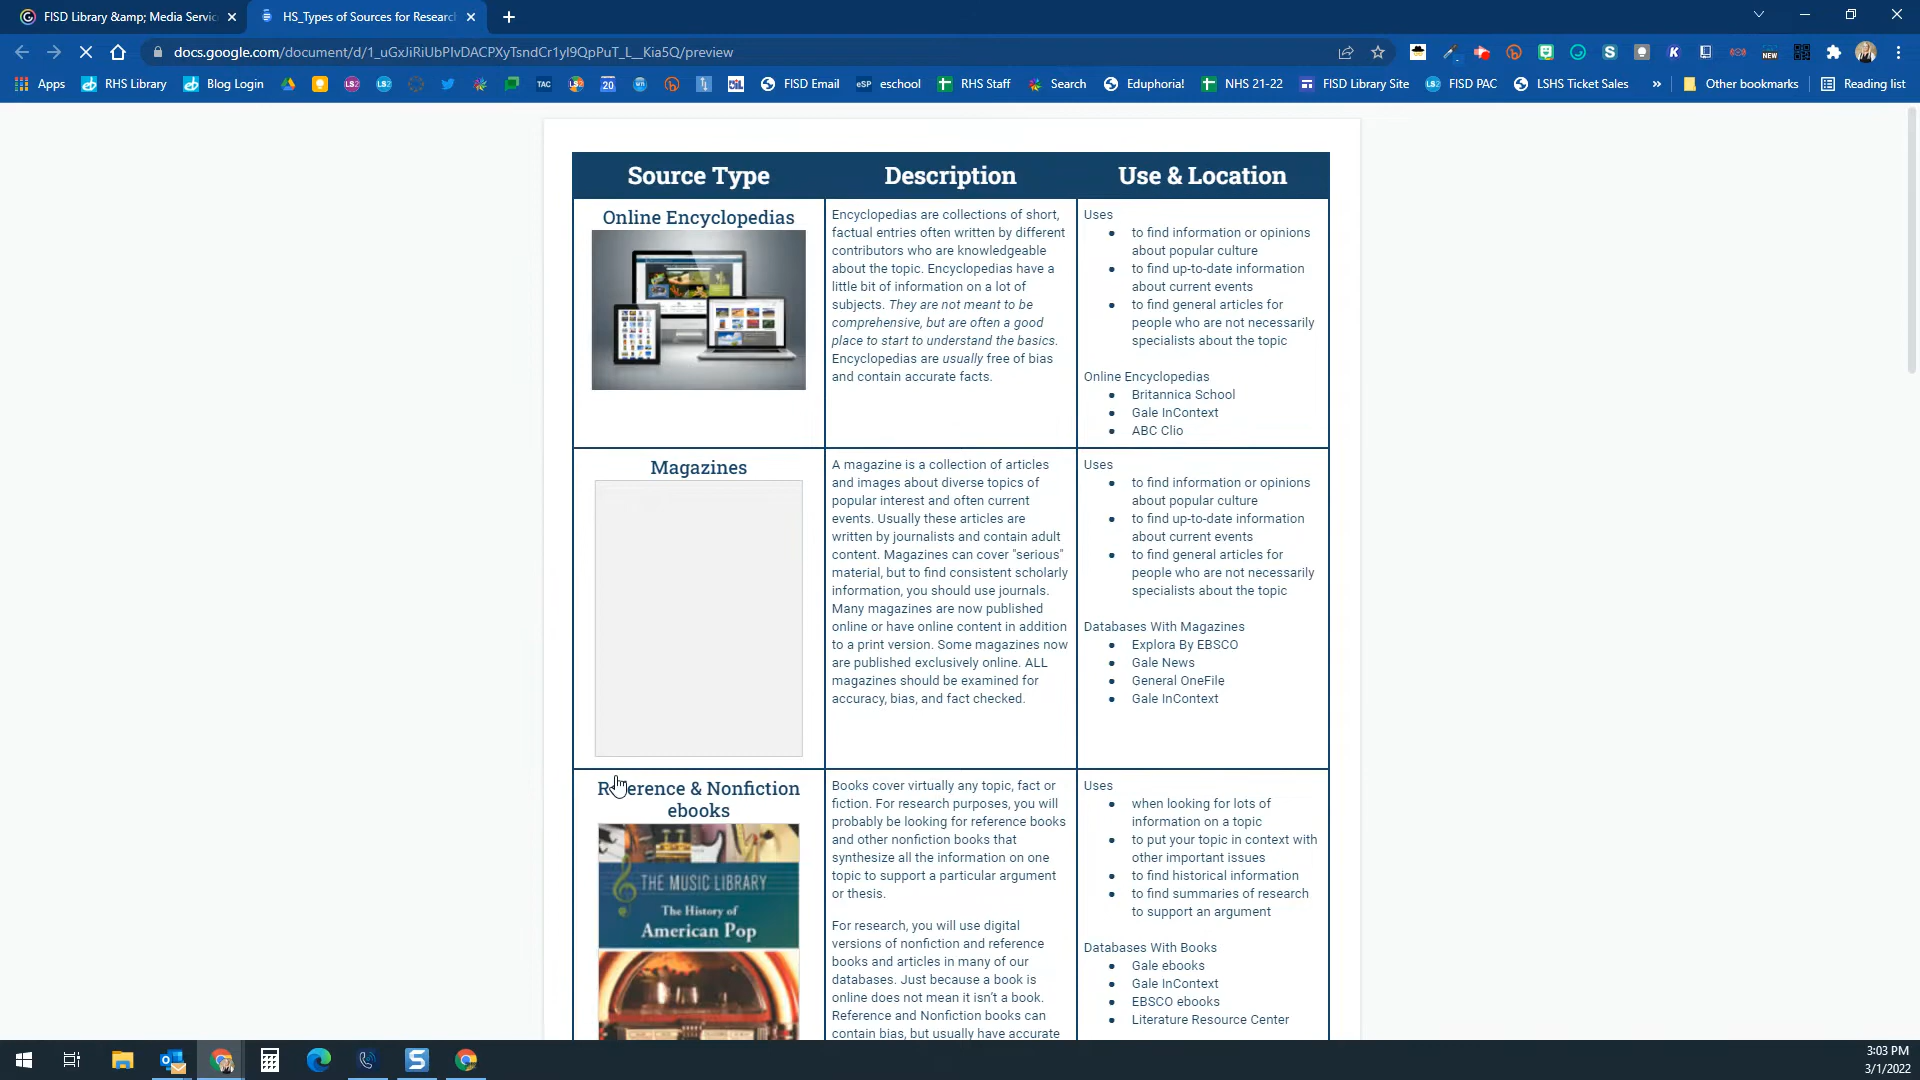 FISD Library &amp; Media Servic
HS_Types of Sources for Research
docs.google.com/document/d/1_uGxJiRiUbPIvDACPXyTsndCr1yI9QpPuT_L__Kia5Q/preview
Apps
RHS Library
Blog Login
LS2
LS2
TAC
20
FISD Email
eSP
eschool
RHS Staff
Search
Eduphoria!
NHS 21-22
FISD Library Site
LS2
FISD PAC
LSHS Ticket Sales
»
Other bookmarks
Reading list
NEW
Source Type
Description
Use & Location
Online Encyclopedias
Encyclopedias are collections of short,
factual entries often written by different
contributors who are knowledgeable
about the topic. Encyclopedias have a
little bit of information on a lot of
subjects. They are not meant to be
comprehensive, but are often a good
place to start to understand the basics.
Encyclopedias are usually free of bias
and contain accurate facts.
Uses
● to find information or opinions
about popular culture
● to find up-to-date information
about current events
● to find general articles for
people who are not necessarily
specialists about the topic
Online Encyclopedias
● Britannica School
● Gale InContext
● ABC Clio
Magazines
A magazine is a collection of articles
and images about diverse topics of
popular interest and often current
events. Usually these articles are
written by journalists and contain adult
content. Magazines can cover "serious"
material, but to find consistent scholarly
information, you should use journals.
Many magazines are now published
online or have online content in addition
to a print version. Some magazines now
are published exclusively online. ALL
magazines should be examined for
accuracy, bias, and fact checked.
Uses
● to find information or opinions
about popular culture
● to find up-to-date information
about current events
● to find general articles for
people who are not necessarily
specialists about the topic
Databases With Magazines
● Explora By EBSCO
● Gale News
● General OneFile
● Gale InContext
Reference & Nonfiction
ebooks
THE MUSIC LIBRARY
The History of
American Pop
Books cover virtually any topic, fact or
fiction. For research purposes, you will
probably be looking for reference books
and other nonfiction books that
synthesize all the information on one
topic to support a particular argument
or thesis.
For research, you will use digital
versions of nonfiction and reference
books and articles in many of our
databases. Just because a book is
online does not mean it isn't a book.
Reference and Nonfiction books can
contain bias, but usually have accurate
Uses
● when looking for lots of
information on a topic
● to put your topic in context with
other important issues
● to find historical information
● to find summaries of research
to support an argument
Databases With Books
● Gale ebooks
● Gale InContext
● EBSCO ebooks
● Literature Resource Center
3:03 PM
3/1/2022